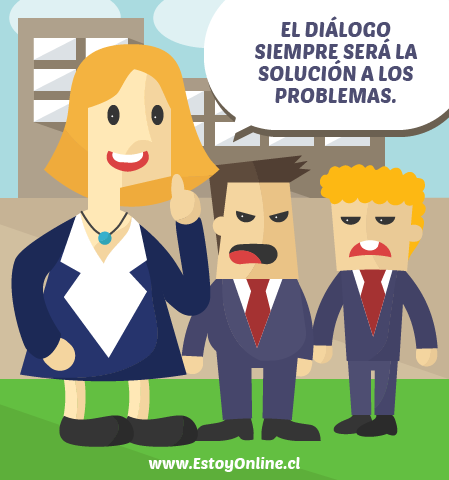 EL DIÁLOGO
SIEMPRE SERÁ LA
SOLUCIÓN A LOS
PROBLEMAS.
www.EstoyOnline.cl